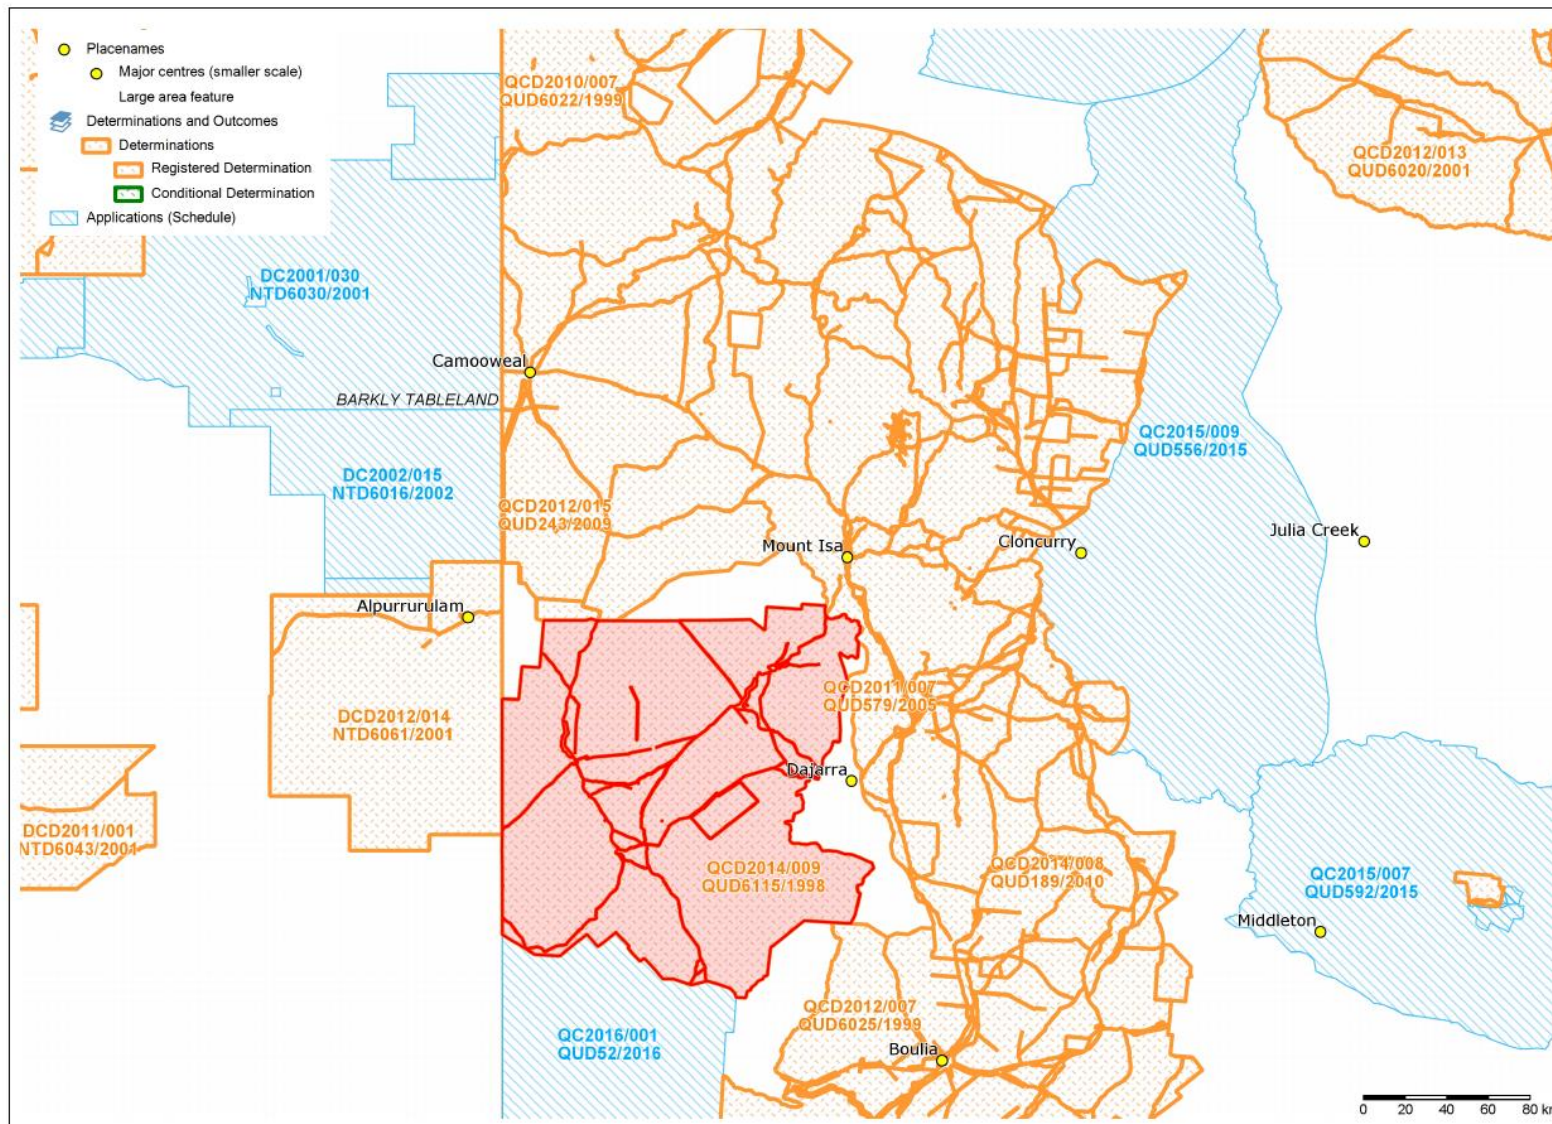 Placenames
Major centres (smaller scale)
Large area feature
Determinations and Outcomes
Determinations
Registered Determination
Conditional Determination
Applications (Schedule)
QCD2010/007
QUD6022/1999
QCD2012/013
QUD6020/2001
DC2001/030
NTD6030/2001
Camooweal
BARKLY TABLELAND
QC2015/009
QUD556/2015
DC2002/015
NTD6016/2002
QCD2012/015
QUD243/2009
Mount Isa
Cloncurry
Julia Creek
Alpurrurulam
QCD2011/007
QUD579/2005
DCD2012/014
NTD6061/2001
Dajarra
DCD2011/001
NTD6043/2001
QCD2014/009
QUD6115/1998
QCD2014/008
QUD189/2010
QC2015/007
QUD592/2015
Middleton
QCD2012/007
QUD6025/1999
QC2016/001
QUD52/2016
Boulia
0 20 40 60 80 km